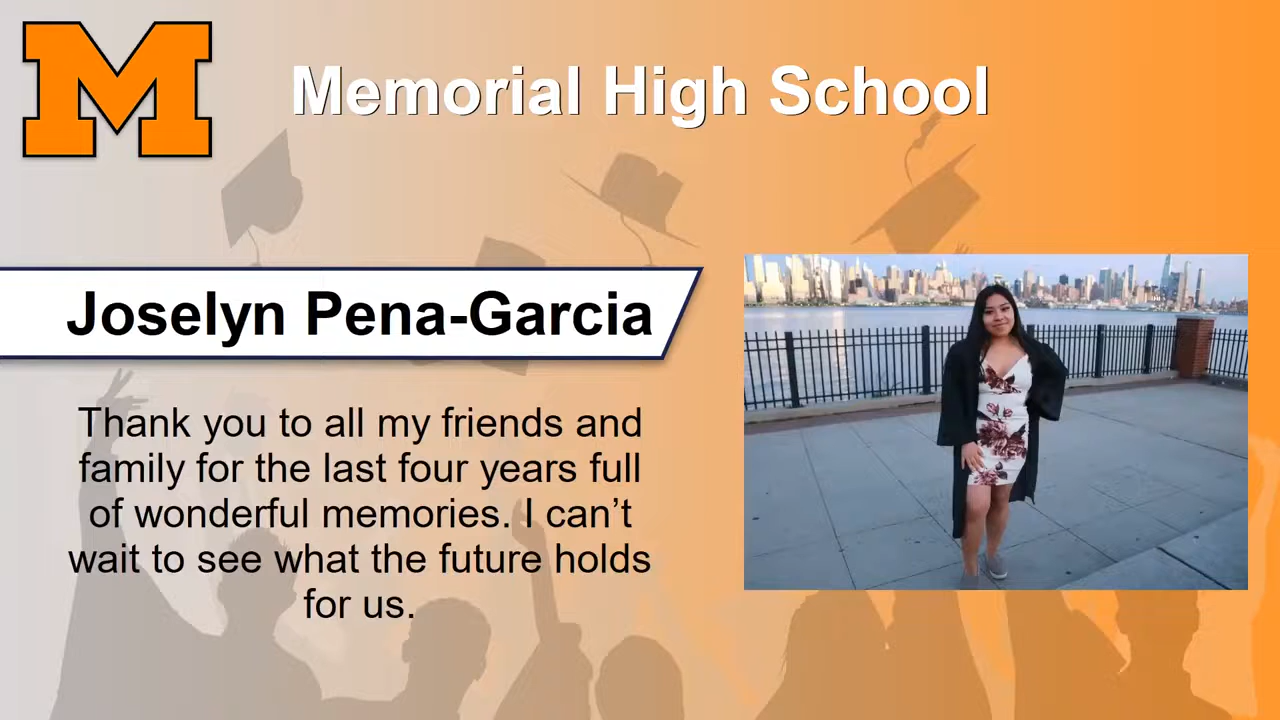 M
Memorial High School
Joselyn Pena-Garcia
Thank you to all my friends and
family for the last four years full
of wonderful memories. I can’t
wait to see what the future holds
for us.